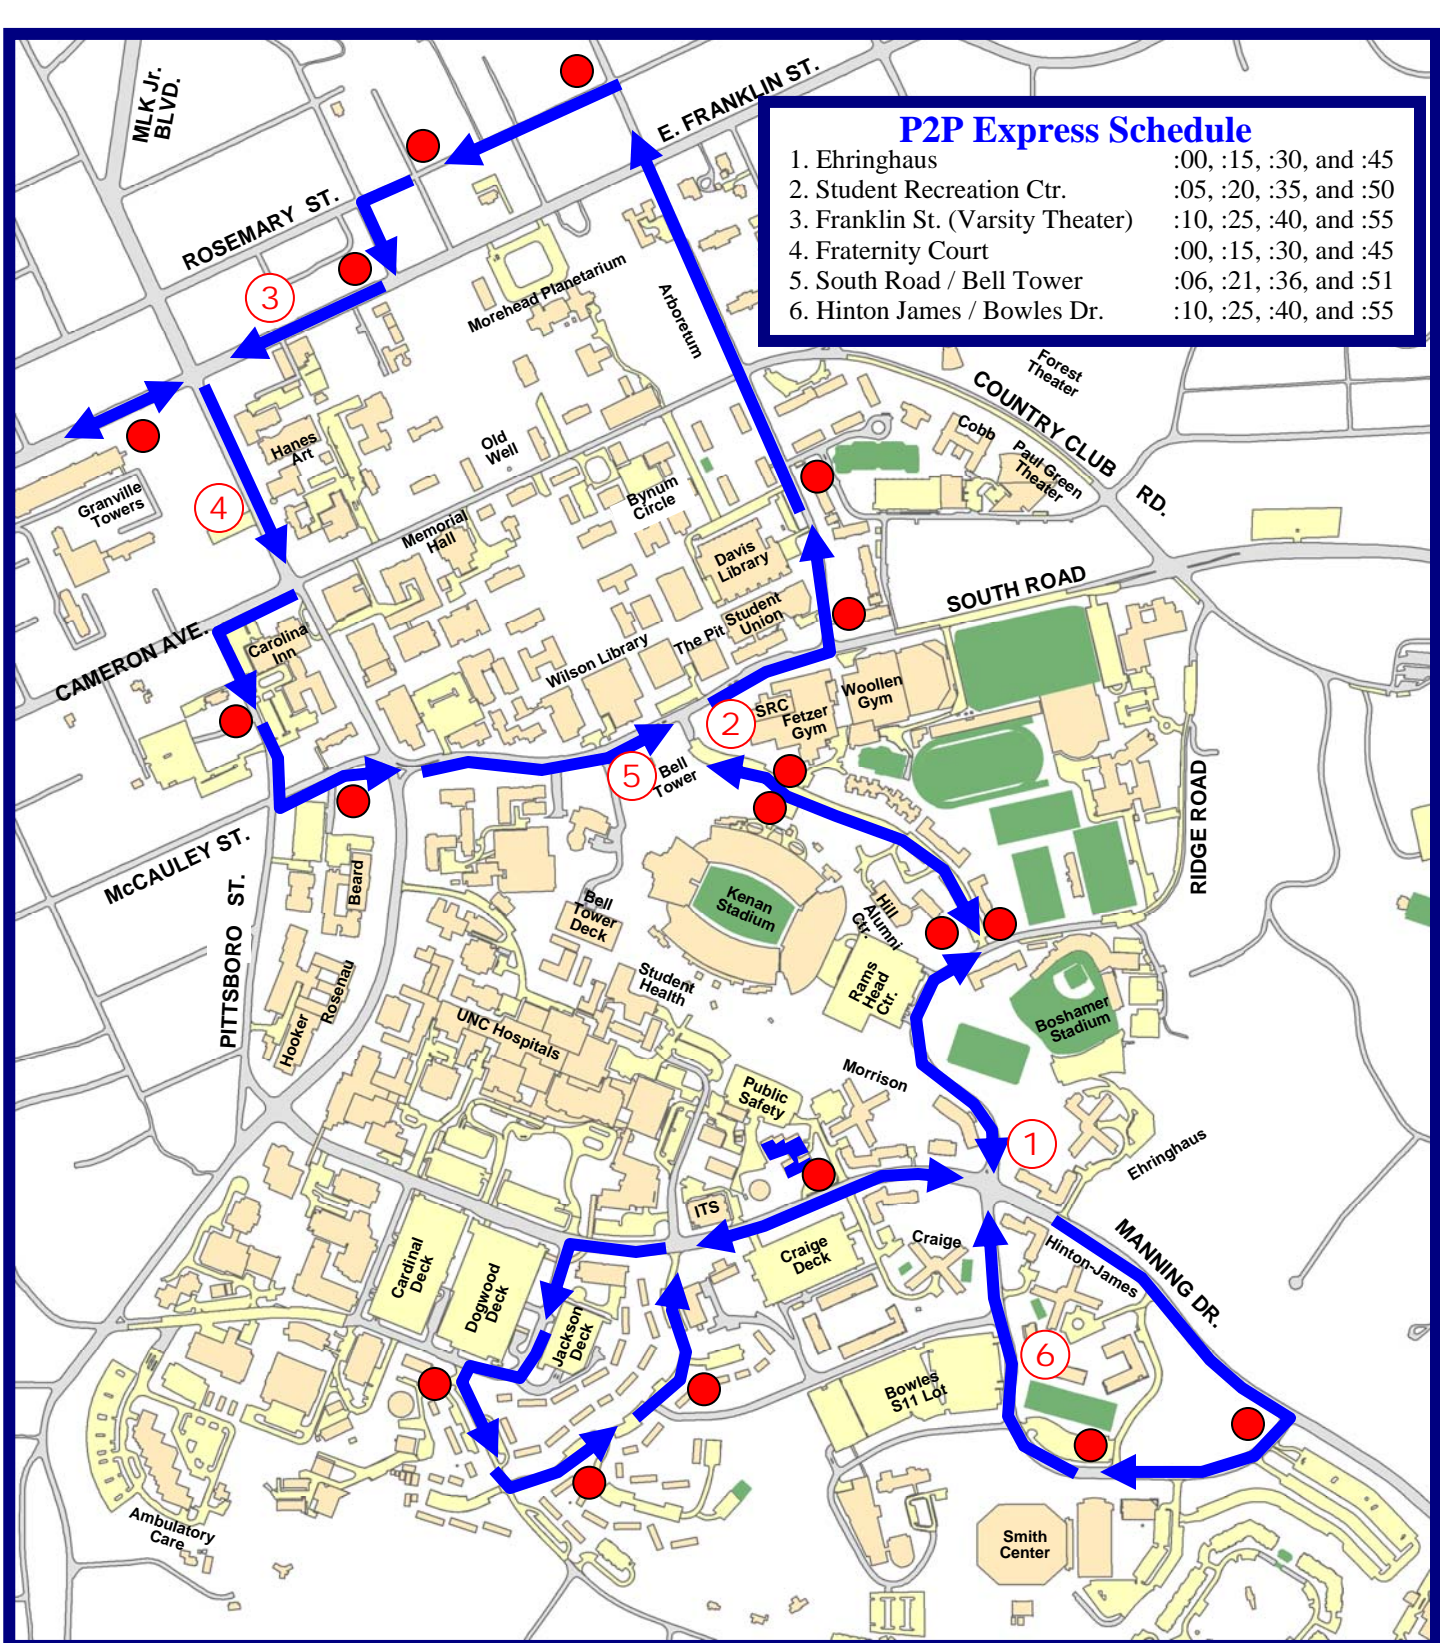 MLK Jr.
BLVD.
E. FRANKLIN ST.
P2P Express Schedule
1. Ehringhaus :00, :15, :30, and :45
2. Student Recreation Ctr. :05, :20, :35, and :50
3. Franklin St. (Varsity Theater) :10, :25, :40, and :55
4. Fraternity Court :00, :15, :30, and :45
5. South Road / Bell Tower :06, :21, :36, and :51
6. Hinton James / Bowles Dr. :10, :25, :40, and :55
ROSEMARY ST.
3
Morehead Planetarium
Arboretum
Forest
Theater
COUNTRY CLUB
RD.
Cobb
Paul Green
Theater
Hanes
Art
Old
Well
Granville
Towers
4
Bynum
Circle
Memorial
Hall
Davis
Library
SOUTH ROAD
Student
Union
The Pit
CAMERON AVE.
Carolina
Inn
Wilson Library
Woollen
Gym
SRC
Fetzer
Gym
2
5
Bell
Tower
RIDGE ROAD
McCAULEY ST.
PITTSBORO ST.
Beard
Bell
Tower
Deck
Kenan
Stadium
Hill
Alumni
Ctr.
Rams
Head
Ctr.
Student
Health
Rosenau
Hooker
UNC Hospitals
Boshamer
Stadium
Morrison
Public
Safety
1
Ehringhaus
ITS
Craige
Deck
Craige
Hinton-James
MANNING DR.
Cardinal
Deck
Dogwood
Deck
Jackson
Deck
6
Bowles
S11 Lot
Ambulatory
Care
Smith
Center